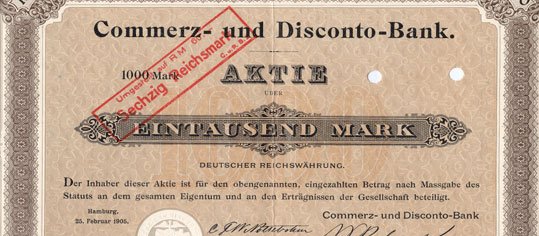 Commerz- und Disconto-Bank.
Umgestellt auf RM 60
Sechzig Reichsmark
1000 Mark
AKTIE
ÜBER
EINTAUSEND MARK
DEUTSCHER REICHSWÄHRUNG.
Der Inhaber dieser Aktie ist für den obengenannten, eingezahlten Betrag nach Massgabe des
Statuts an dem gesamten Eigentum und an den Erträgnissen der Gesellschaft beteiligt.
Hamburg,
25. Februar 1905.
Commerz- und Disconto-Bank